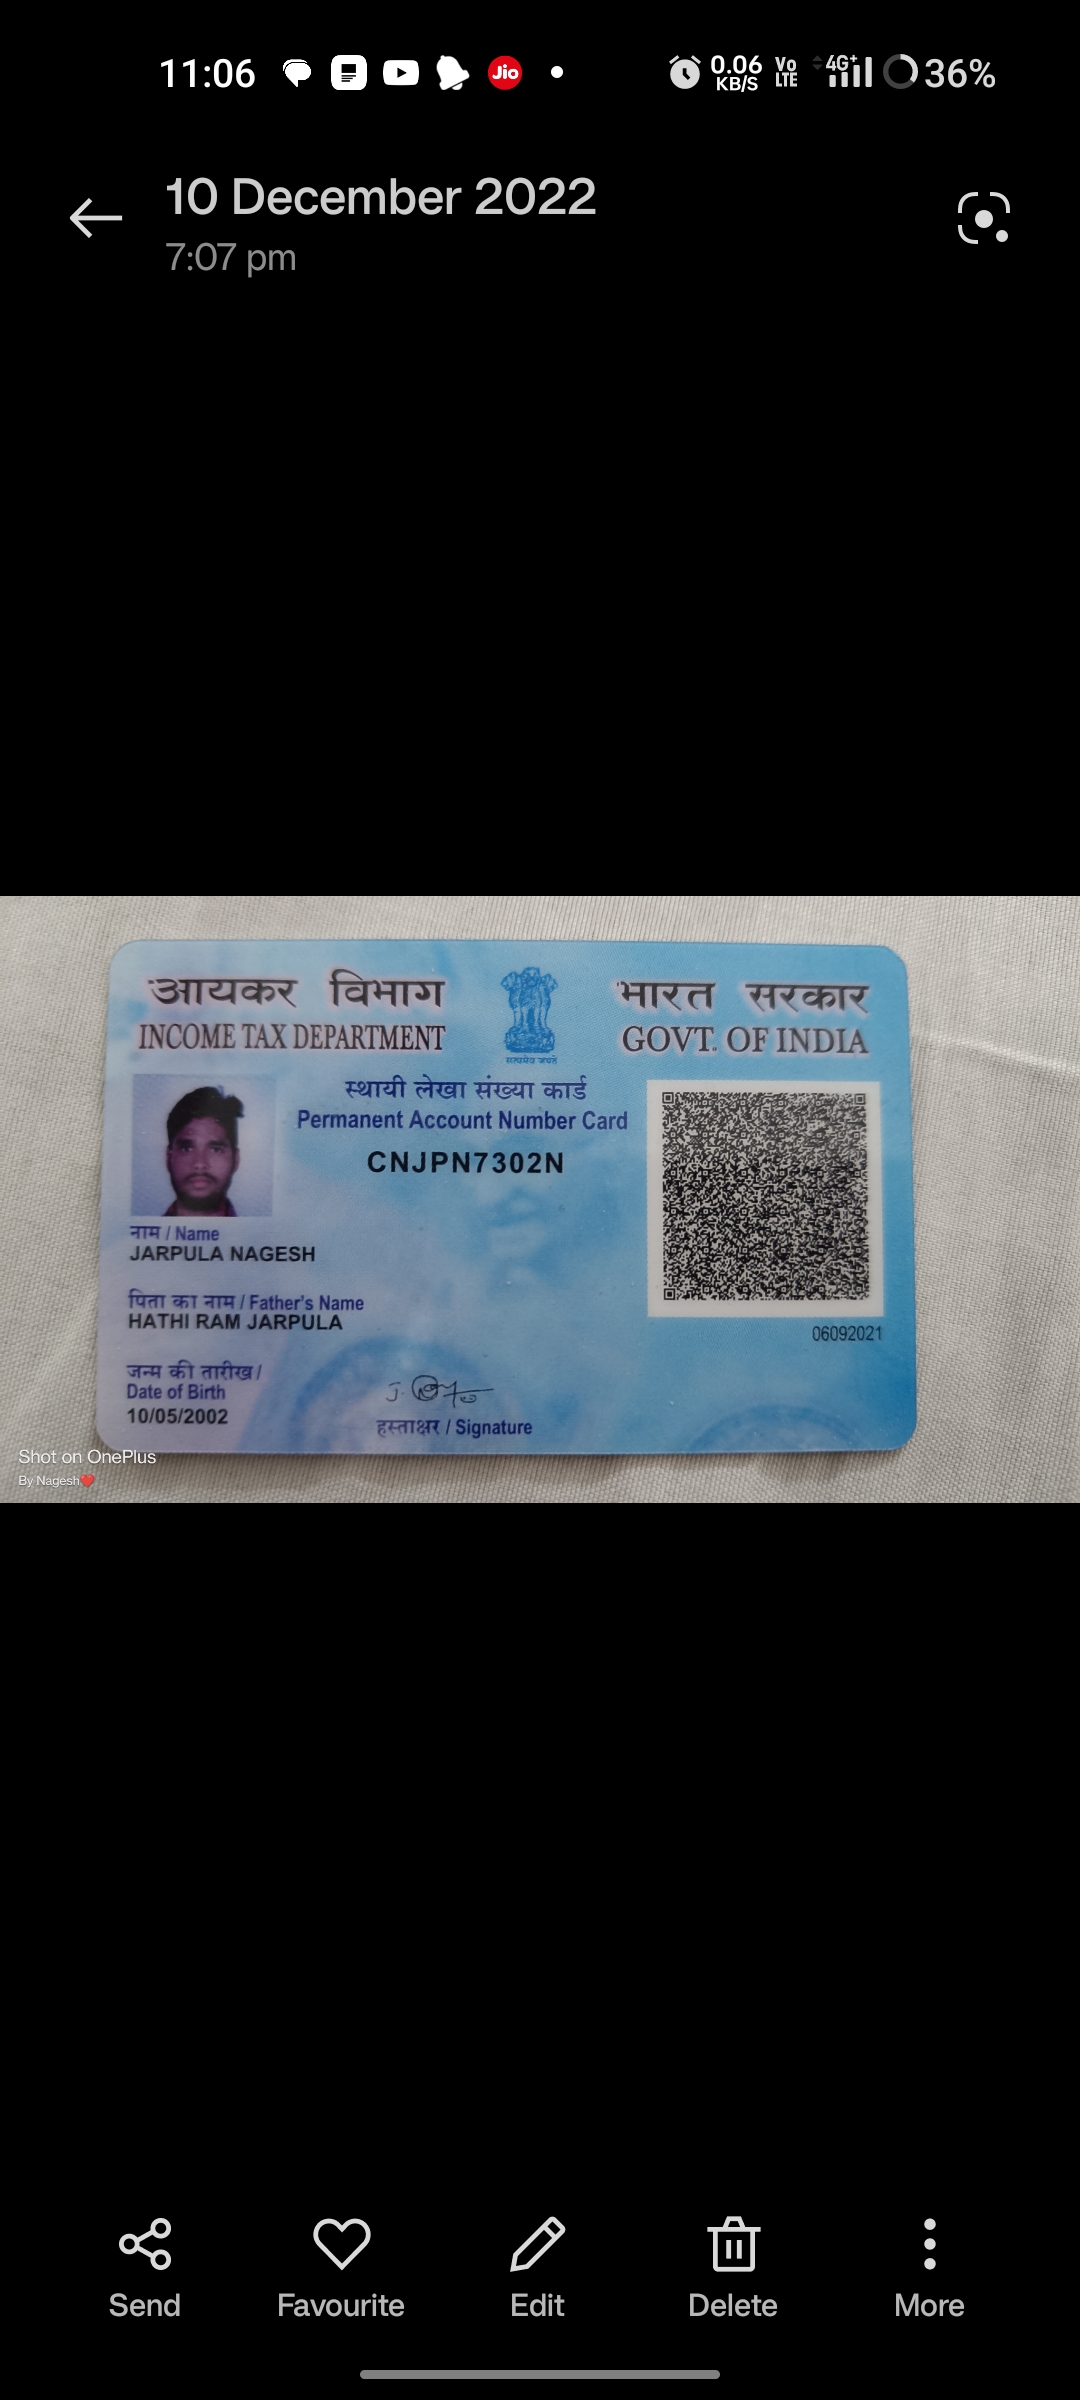 11:06
0.06
KB/S
Vo
LTE
4G+
36%
Jio
10 December 2022
7:07 pm
आयकर विभाग
INCOME TAX DEPARTMENT
सत्यमेव जयते
भारत सरकार
GOVT. OF INDIA
स्थायी लेखा संख्या कार्ड
Permanent Account Number Card
CNJPN7302N
नाम / Name
JARPULA NAGESH
पिता का नाम / Father's Name
HATHI RAM JARPULA
06092021
जन्म की तारीख /
Date of Birth
10/05/2002
हस्ताक्षर / Signature
Shot on OnePlus
By Nagesh❤️
Send
Favourite
Edit
Delete
More